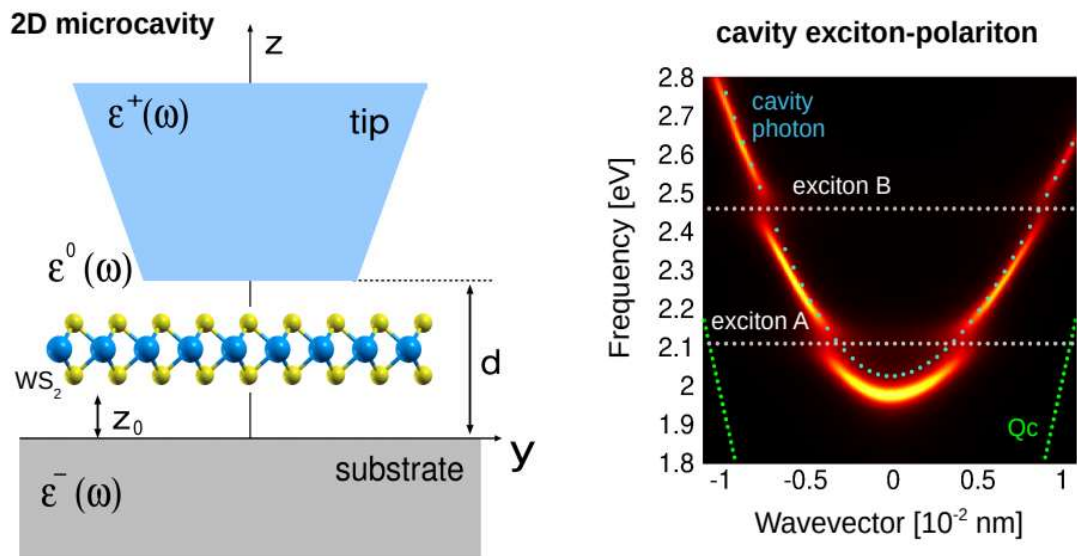 2D microcavity
z
ε⁺(ω)
tip
ε⁰(ω)
WS₂
z₀
d
y
substrate
ε⁻(ω)
cavity exciton-polariton
2.8
2.7
2.6
2.5
2.4
2.3
2.2
2.1
2
1.9
1.8
Frequency [eV]
cavity
photon
exciton B
exciton A
Qc
-1
-0.5
0
0.5
1
Wavevector [10⁻² nm]